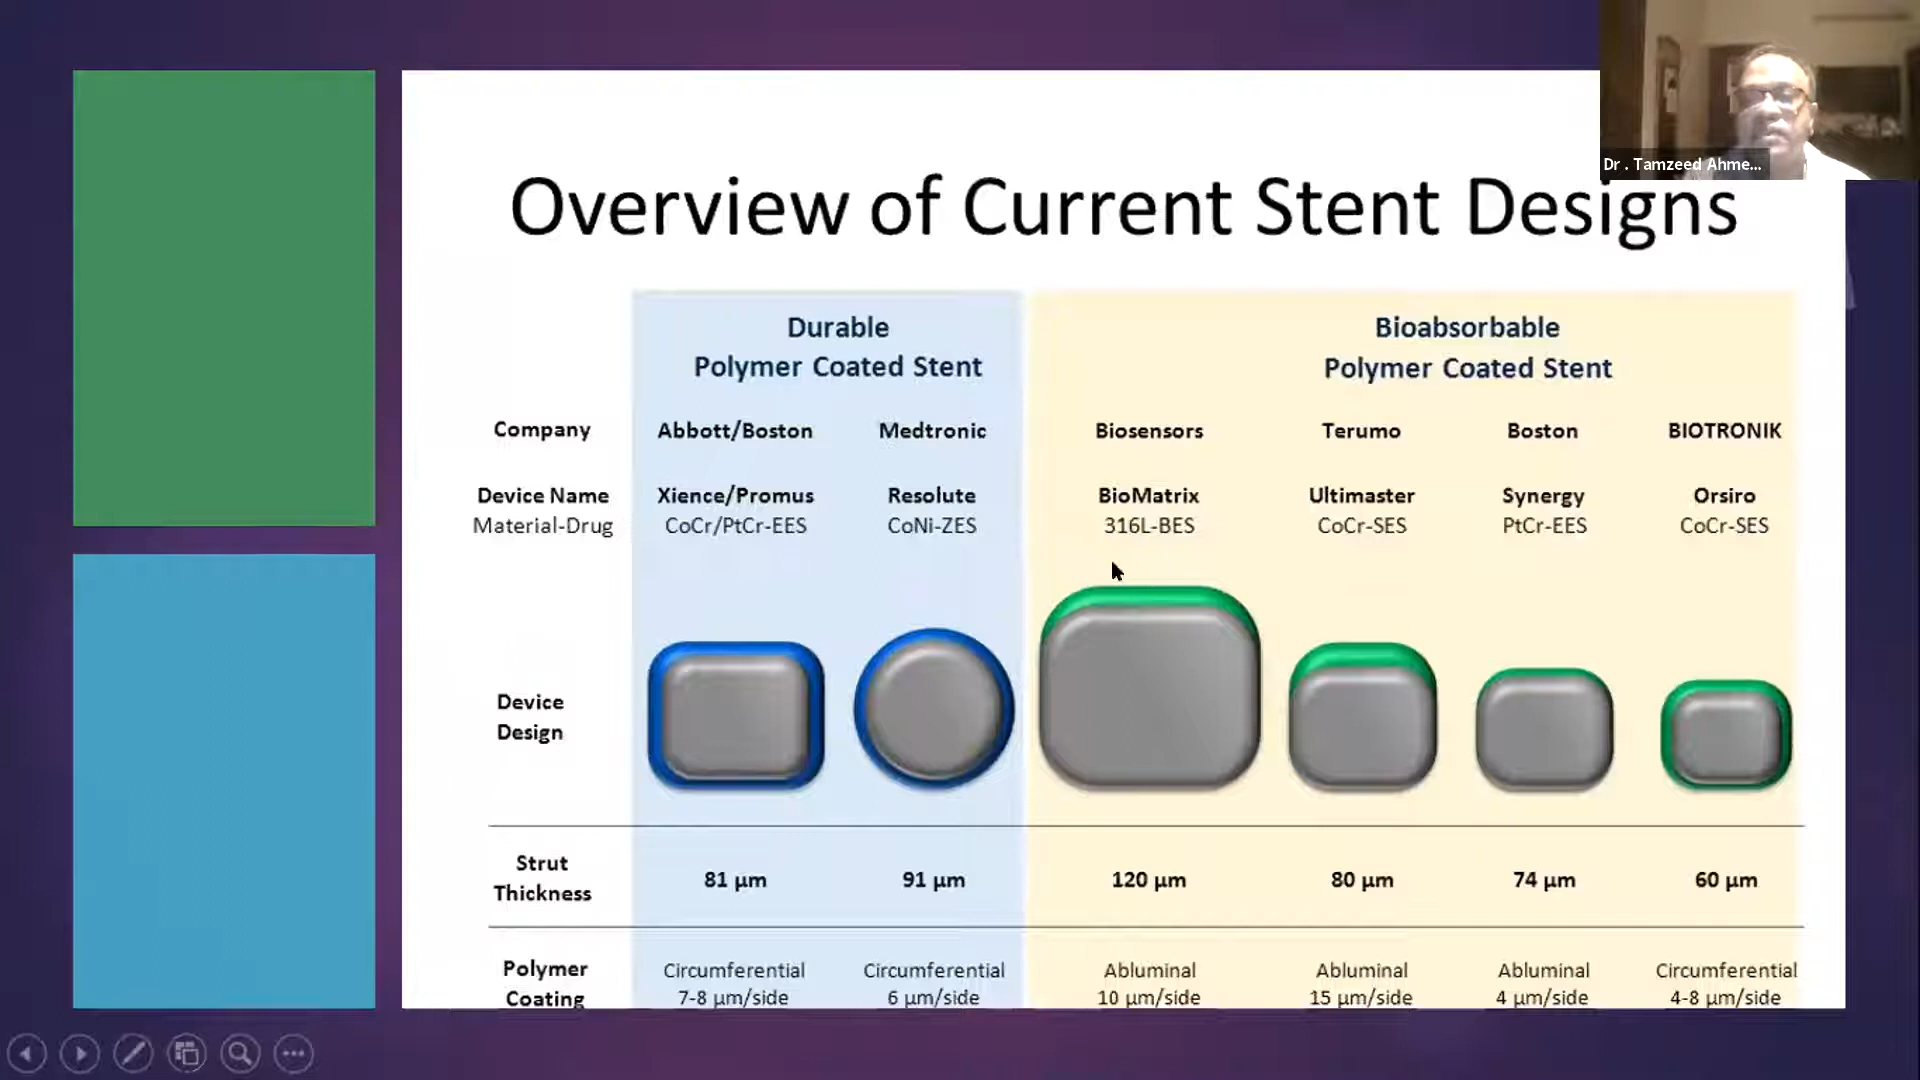 Dr . Tamzeed Ahme...
Overview of Current Stent Designs
Durable
Polymer Coated Stent
Bioabsorbable
Polymer Coated Stent
Company Abbott/Boston Medtronic Biosensors Terumo Boston BIOTRONIK
Device Name Xience/Promus Resolute BioMatrix Ultimaster Synergy Orsiro
Material-Drug CoCr/PtCr-EES CoNi-ZES 316L-BES CoCr-SES PtCr-EES CoCr-SES
Device
Design
Strut
Thickness
81 µm 91 µm 120 µm 80 µm 74 µm 60 µm
Polymer Circumferential Circumferential Abluminal Abluminal Abluminal Circumferential
Coating 7-8 µm/side 6 µm/side 10 µm/side 15 µm/side 4 µm/side 4-8 µm/side